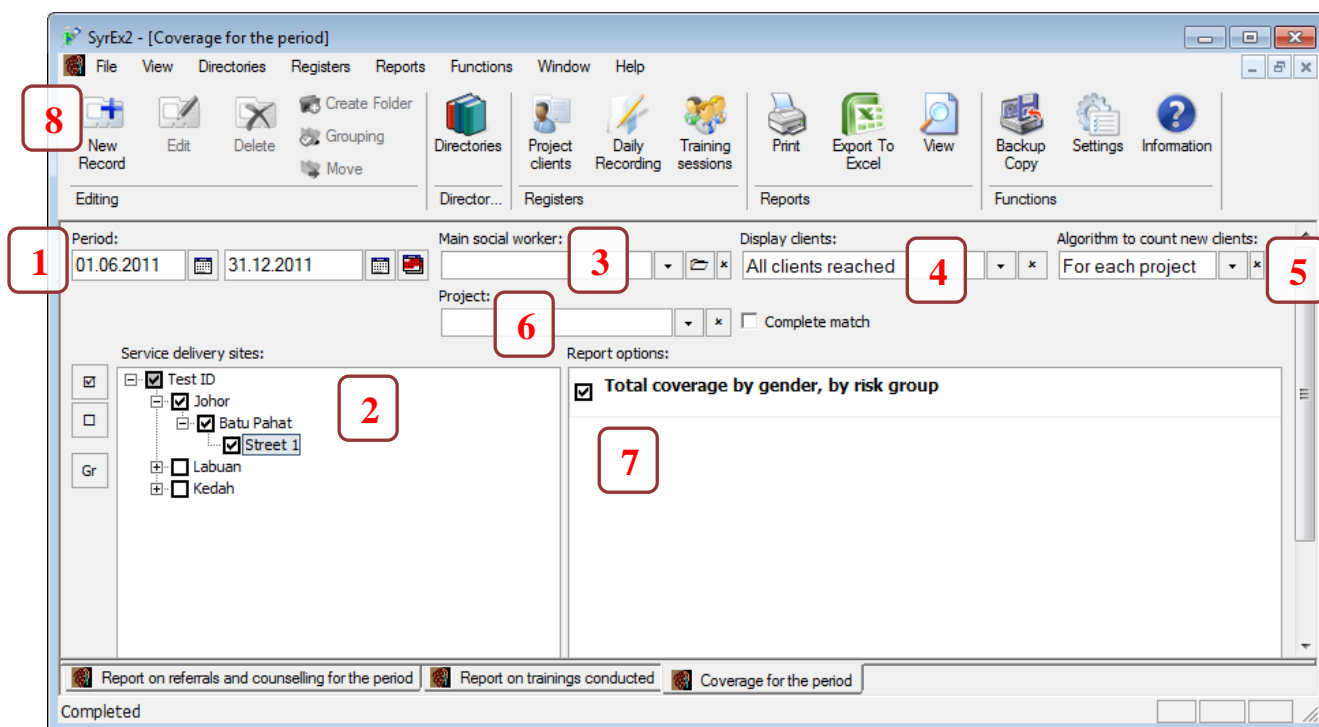 SyrEx2 - [Coverage for the period]
File View Directories Registers Reports Functions Window Help
8
New Record
Edit
Delete
Create Folder
Grouping
Move
Directories
Project clients
Daily Recording
Training sessions
Print
Export To Excel
View
Backup Copy
Settings
Information
Editing
Director...
Registers
Reports
Functions
Period:
Main social worker:
Display clients:
Algorithm to count new clients:
1
01.06.2011
31.12.2011
3
All clients reached
4
For each project
5
Project:
6
Complete match
Service delivery sites:
Report options:
Test ID
Johor
Batu Pahat
Street 1
Labuan
Kedah
Gr
2
Total coverage by gender, by risk group
7
Report on referrals and counselling for the period
Report on trainings conducted
Coverage for the period
Completed